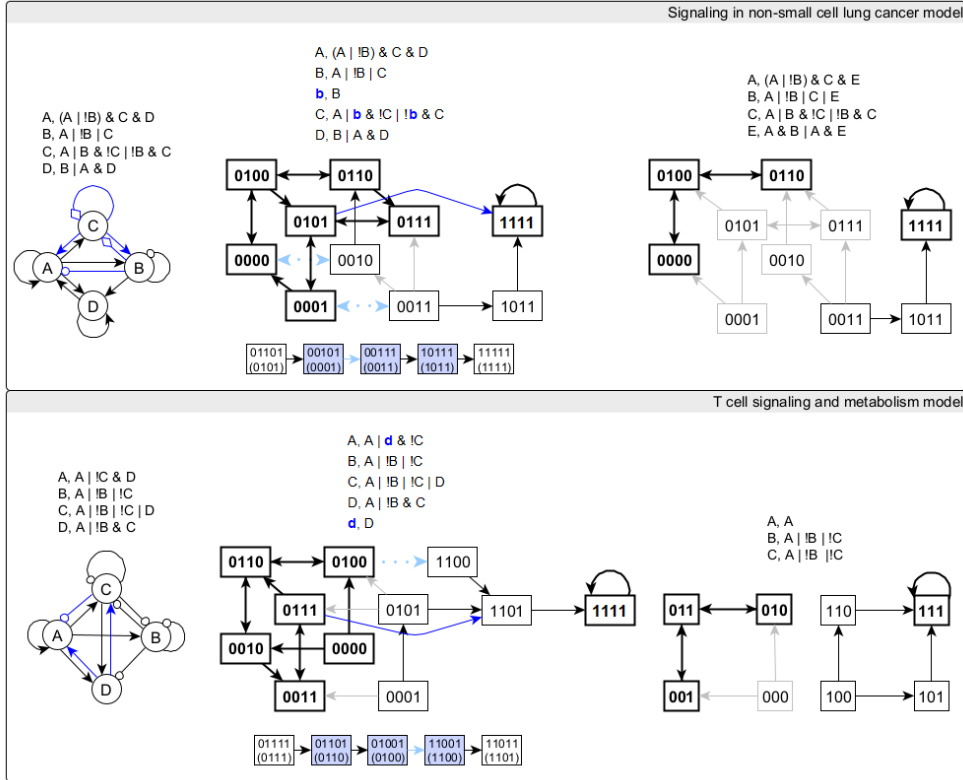 Signaling in non-small cell lung cancer model
A, (A | !B) & C & D
B, A | !B | C
C, A | B & !C | !B & C
D, B | A & D
C
A
B
D
A, (A | !B) & C & D
B, A | !B | C
b, B
C, A | b & !C | !b & C
D, B | A & D
0100
0110
0101
0111
1111
0000
0010
0001
0011
1011
01101
(0101)
00101
(0001)
00111
(0011)
10111
(1011)
11111
(1111)
A, (A | !B) & C & E
B, A | !B | C | E
C, A | B & !C | !B & C
E, A & B | A & E
0100
0110
0101
0111
1111
0000
0010
0001
0011
1011
T cell signaling and metabolism model
A, A | !C & D
B, A | !B | !C
C, A | !B | !C | D
D, A | !B & C
C
A
B
D
A, A | d & !C
B, A | !B | !C
C, A | !B | !C | D
D, A | !B & C
d, D
0110
0100
1100
0111
0101
1101
1111
0010
0000
0011
0001
01111
(0111)
01101
(0110)
01001
(0100)
11001
(1100)
11011
(1101)
A, A
B, A | !B | !C
C, A | !B | !C
011
010
110
111
001
000
100
101